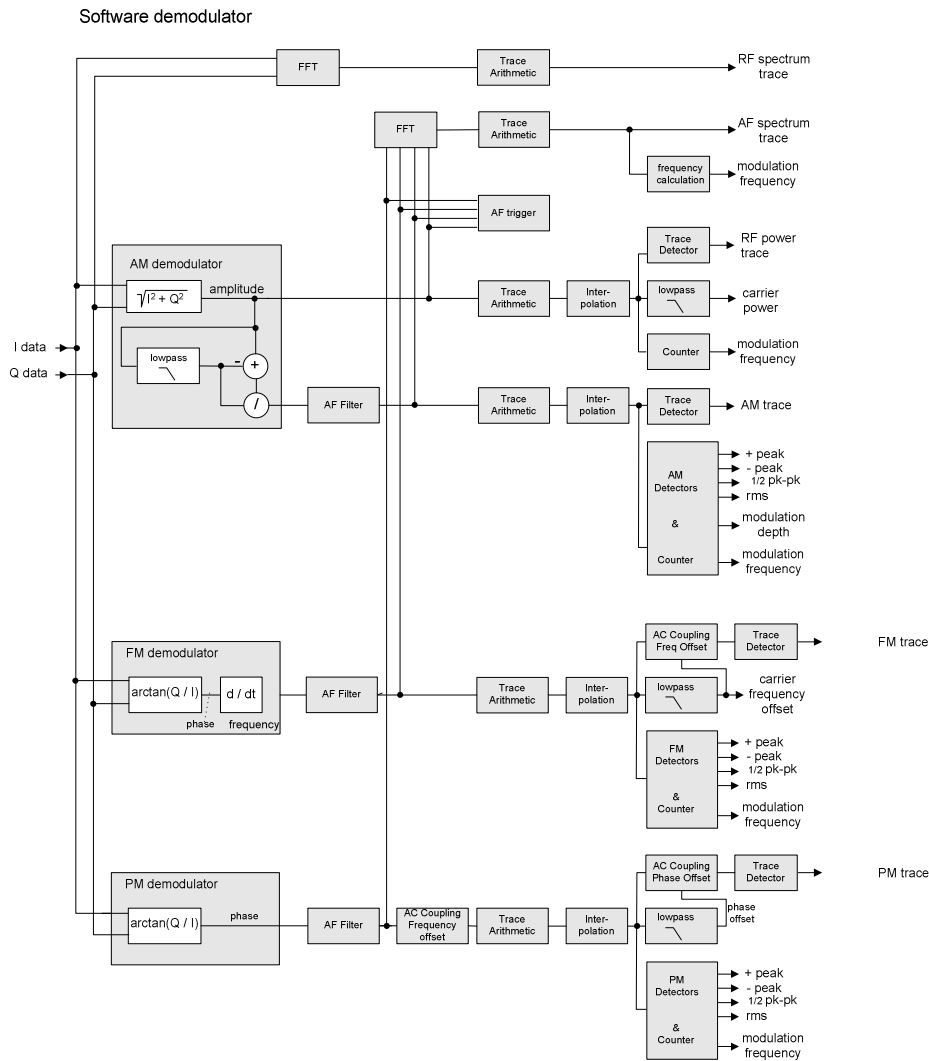 Software demodulator
FFT
Trace
Arithmetic
RF spectrum
trace
FFT
Trace
Arithmetic
AF spectrum
trace
frequency
calculation
modulation
frequency
AF trigger
AM demodulator
√I² + Q²
amplitude
lowpass
-
+
/
I data
Q data
Trace
Arithmetic
Inter-
polation
Trace
Detector
RF power
trace
lowpass
carrier
power
Counter
modulation
frequency
AF Filter
Trace
Arithmetic
Inter-
polation
Trace
Detector
AM trace
AM
Detectors
&
Counter
+ peak
- peak
1/2 pk-pk
rms
modulation
depth
modulation
frequency
FM demodulator
arctan(Q / I)
d / dt
phase
frequency
AF Filter
Trace
Arithmetic
Inter-
polation
AC Coupling
Freq Offset
Trace
Detector
FM trace
lowpass
carrier
frequency
offset
FM
Detectors
&
Counter
+ peak
- peak
1/2 pk-pk
rms
modulation
frequency
PM demodulator
arctan(Q / I)
phase
AF Filter
AC Coupling
Frequency
offset
Trace
Arithmetic
Inter-
polation
AC Coupling
Phase Offset
Trace
Detector
PM trace
lowpass
phase
offset
PM
Detectors
&
Counter
+ peak
- peak
1/2 pk-pk
rms
modulation
frequency